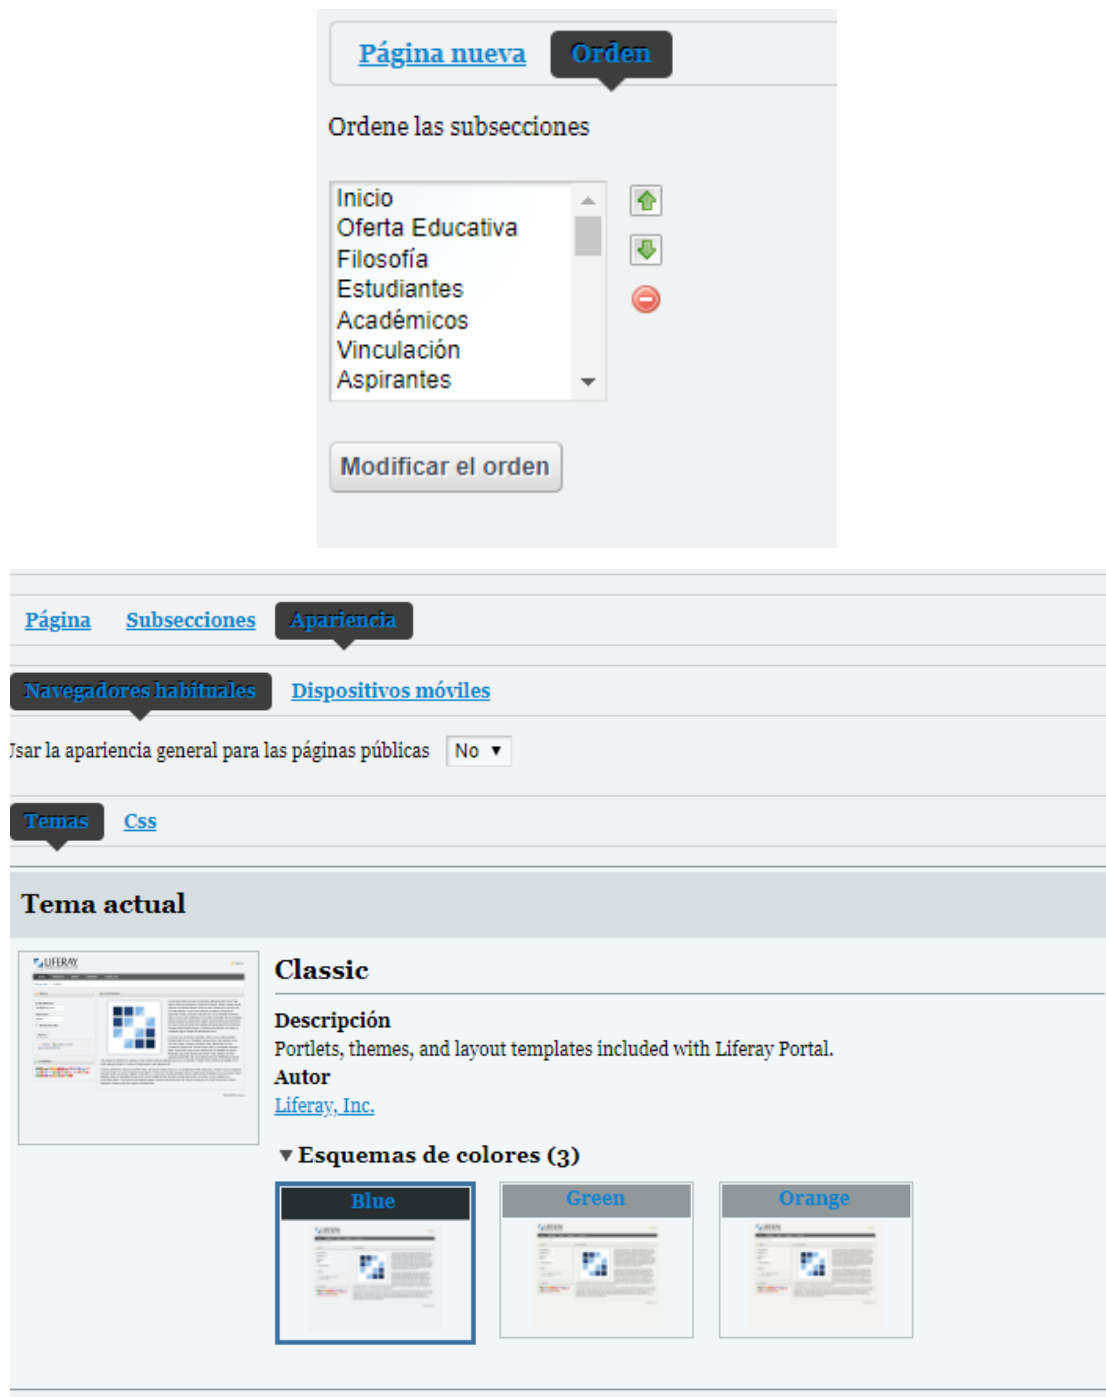 Página nueva Orden
Ordene las subsecciones
Inicio
Oferta Educativa
Filosofía
Estudiantes
Académicos
Vinculación
Aspirantes
Modificar el orden
Página Subsecciones Apariencia
Navegadores habituales Dispositivos móviles
sar la apariencia general para las páginas públicas No
Temas Css
Tema actual
LIFERAY
Classic
Descripción
Portlets, themes, and layout templates included with Liferay Portal.
Autor
Liferay, Inc.
Esquemas de colores (3)
Blue Green Orange